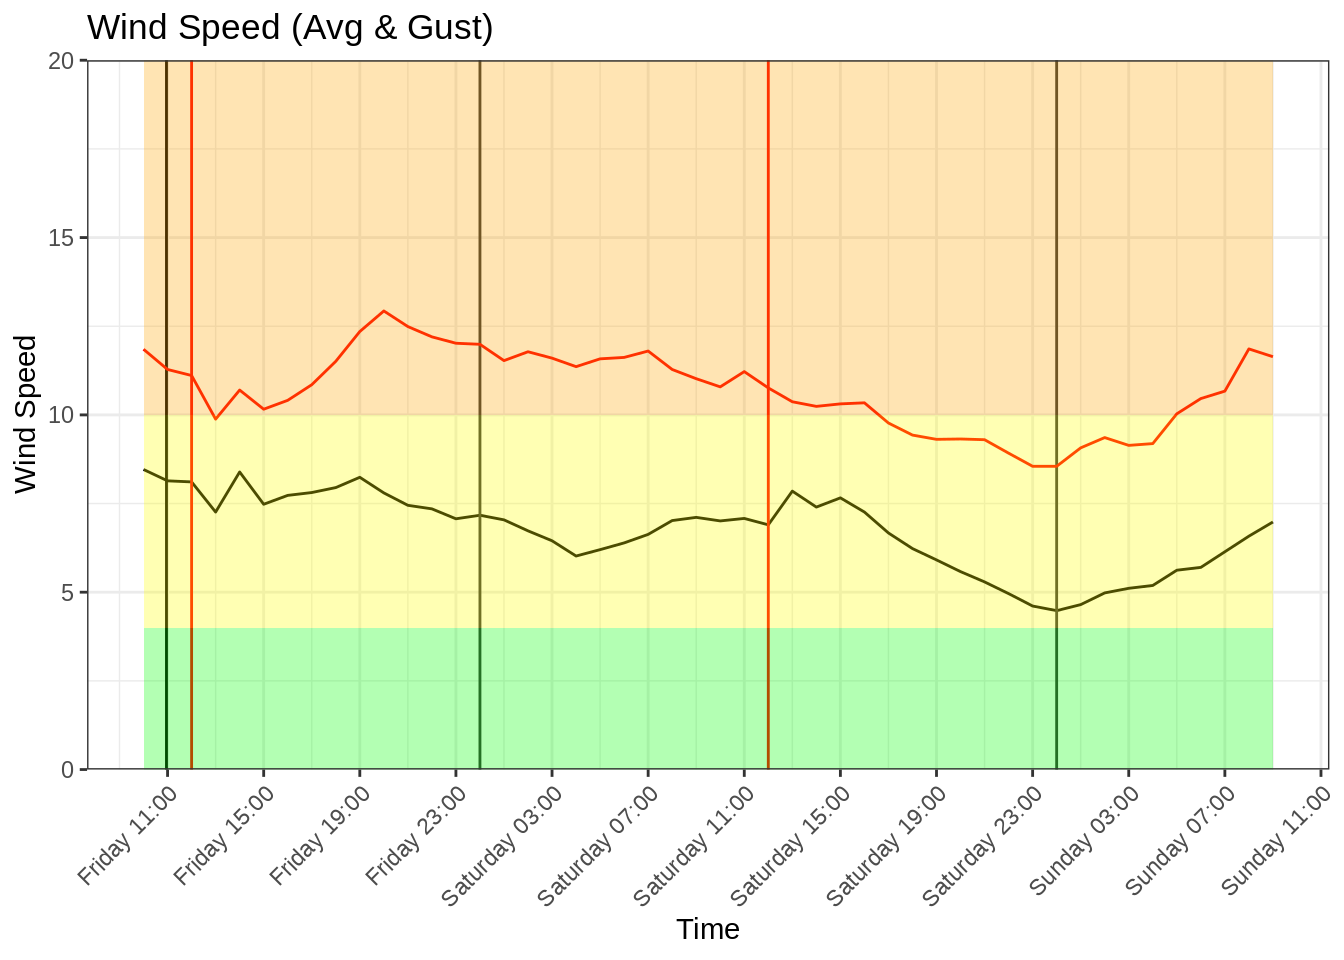 Wind Speed (Avg & Gust)
20
15
10
5
0
Wind Speed
Friday 11:00
Friday 15:00
Friday 19:00
Friday 23:00
Saturday 03:00
Saturday 07:00
Saturday 11:00
Saturday 15:00
Saturday 19:00
Saturday 23:00
Sunday 03:00
Sunday 07:00
Sunday 11:00
Time